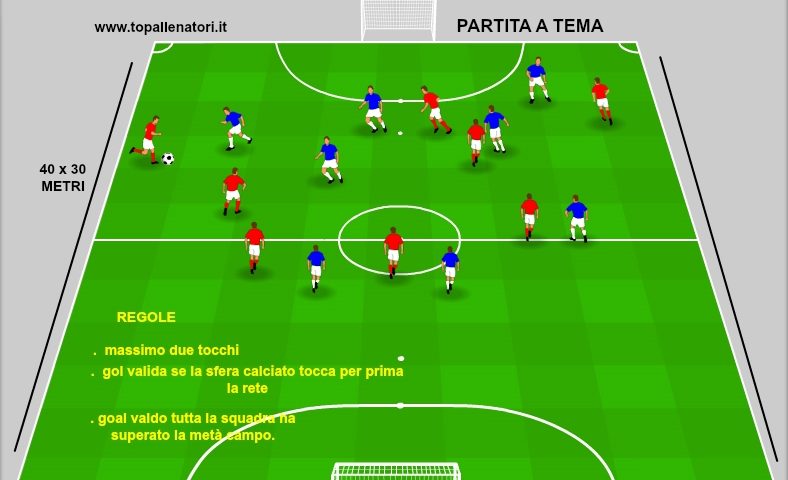 www.topallenatori.it
PARTITA A TEMA
40 x 30
METRI
REGOLE
. massimo due tocchi
. gol valida se la sfera calciato tocca per prima
la rete
. goal valdo tutta la squadra ha
superato la metà campo.